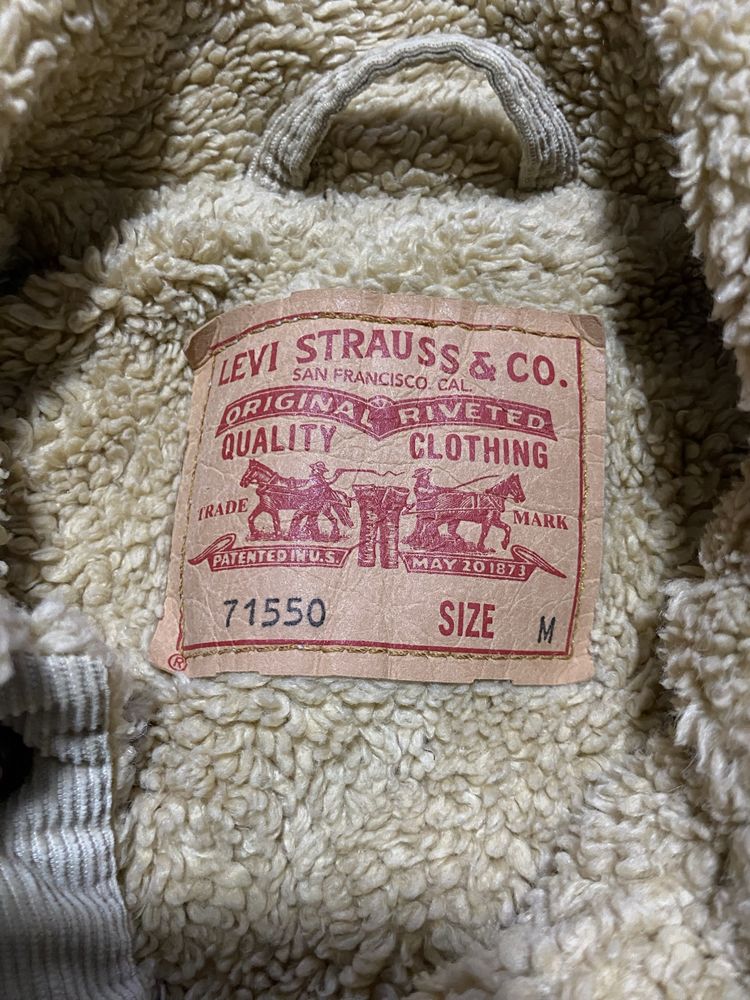 LEVI STRAUSS & CO.
SAN FRANCISCO. CAL.
ORIGINAL RIVETED
QUALITY CLOTHING
TRADE MARK
PATENTED IN U.S. MAY 20 1873
71550 SIZE M
®